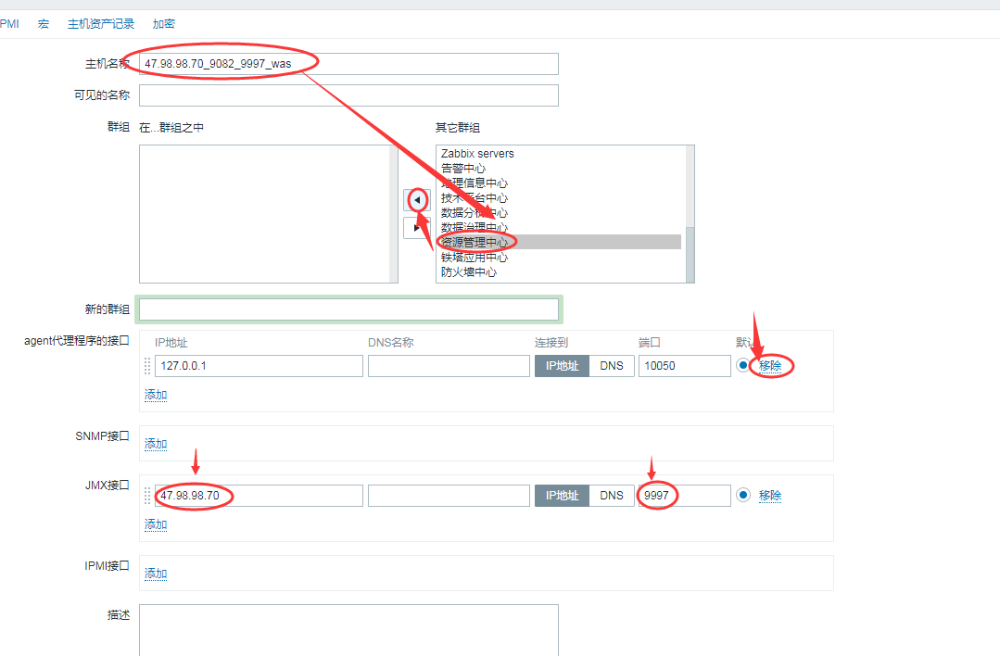 PMI 宏 主机资产记录 加密
主机名称 47.98.98.70_9082_9997_was
可见的名称
群组 在...群组之中 其它群组
Zabbix servers
告警中心
地理信息中心
技术平台中心
数据分析中心
数据治理中心
资源管理中心
铁塔应用中心
防火墙中心
新的群组
agent代理程序的接口 IP地址 DNS名称 连接到 端口 默认
127.0.0.1 IP地址 DNS 10050 移除
添加
SNMP接口 添加
JMX接口 47.98.98.70 IP地址 DNS 9997 移除
添加
IPMI接口 添加
描述